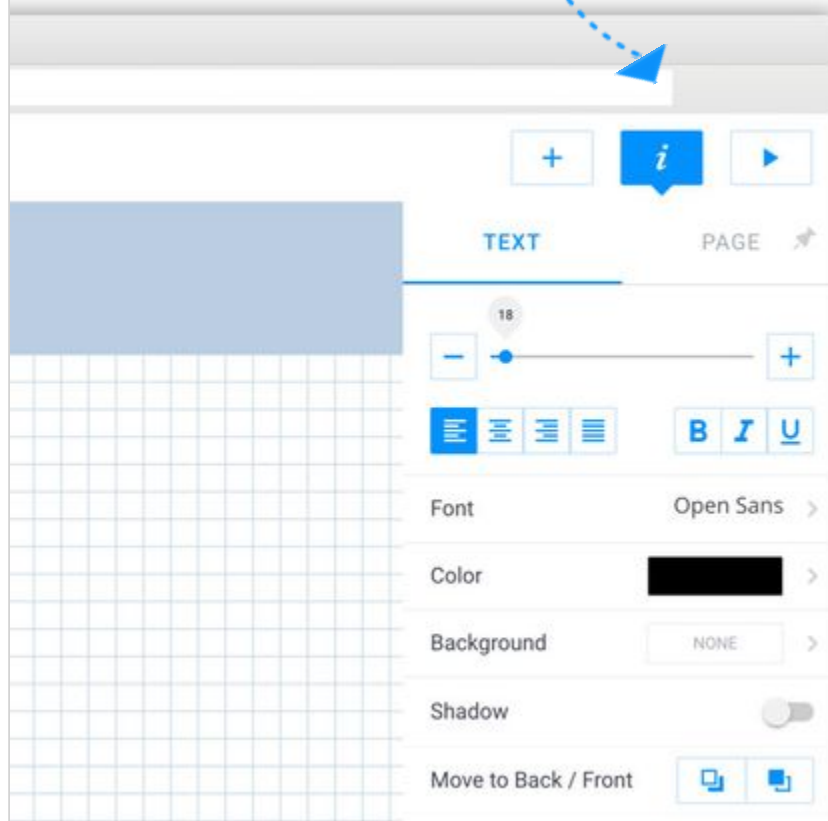 i
TEXT PAGE
18
B I U
Font Open Sans
Color
Background NONE
Shadow
Move to Back / Front